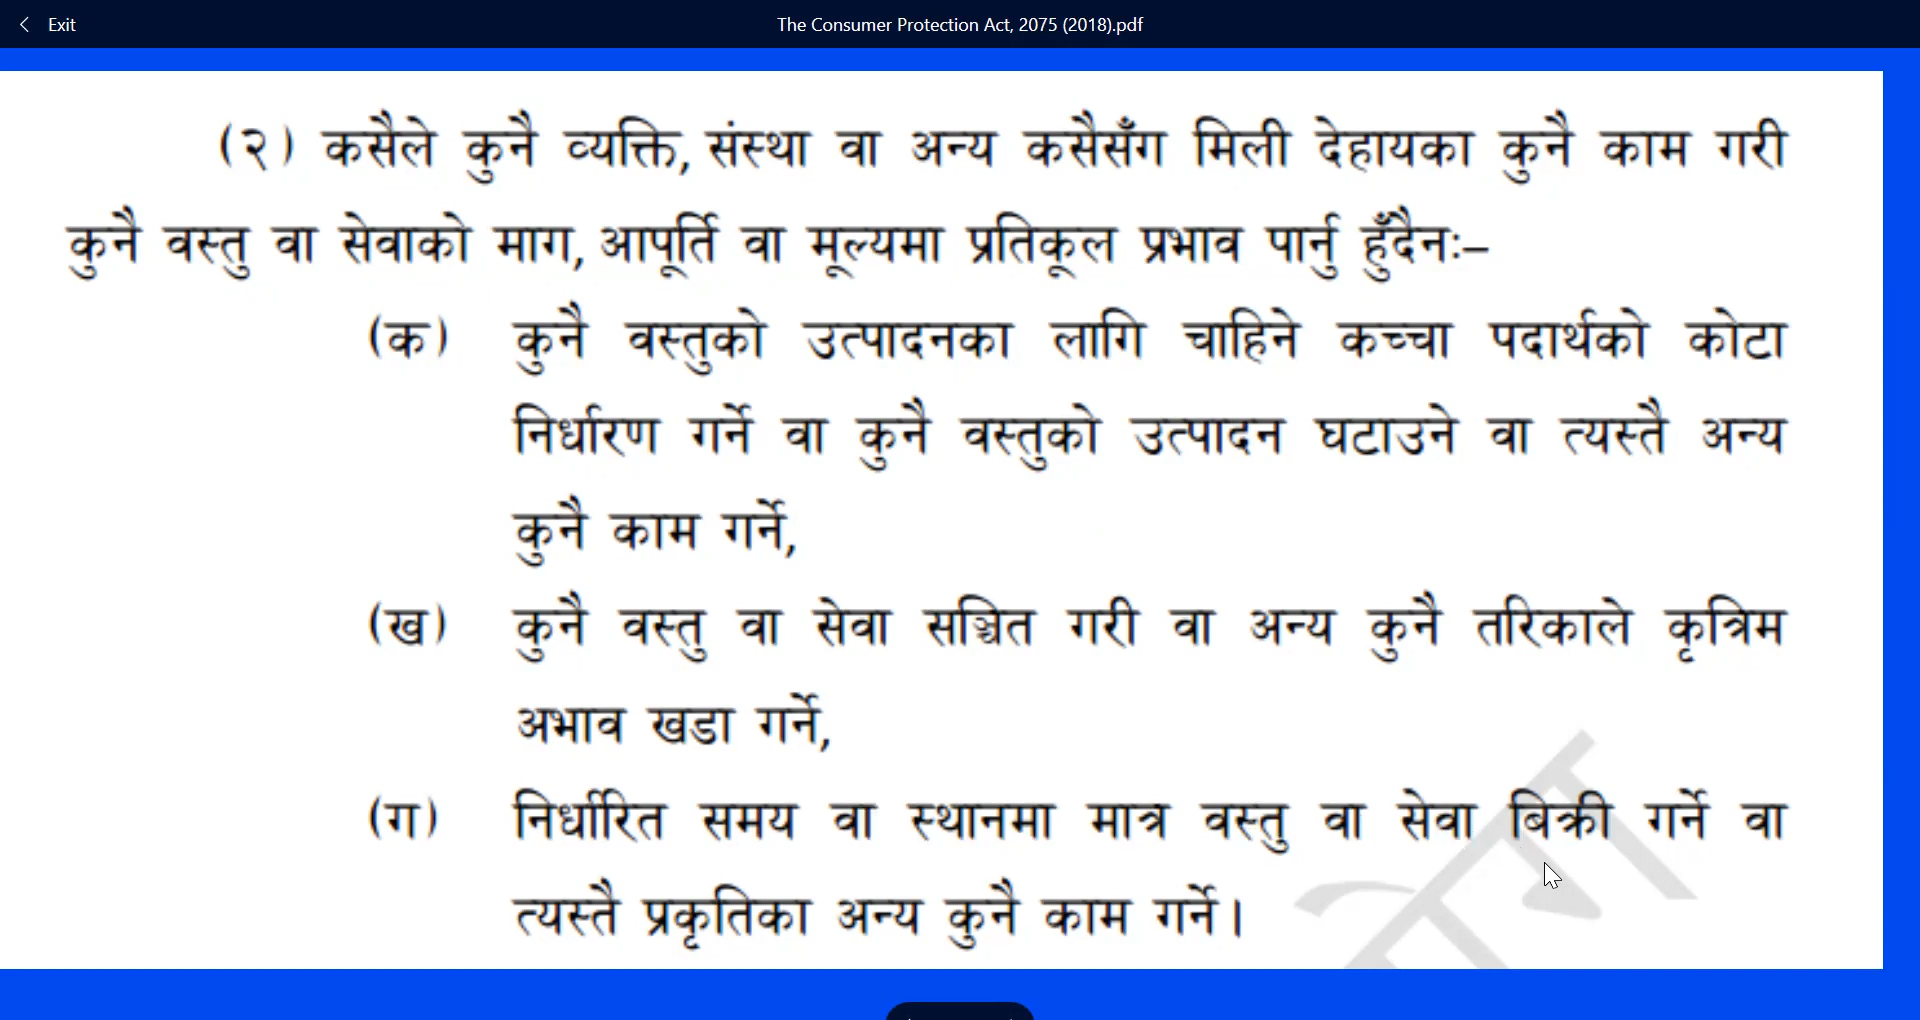 Exit
The Consumer Protection Act, 2075 (2018).pdf
(२) कसैले कुनै व्यक्ति, संस्था वा अन्य कसैसँग मिली देहायका कुनै काम गरी
कुनै वस्तु वा सेवाको माग, आपूर्ति वा मूल्यमा प्रतिकूल प्रभाव पार्नु हुँदैनः–
(क) कुनै वस्तुको उत्पादनका लागि चाहिने कच्चा पदार्थको कोटा
निर्धारण गर्ने वा कुनै वस्तुको उत्पादन घटाउने वा त्यस्तै अन्य
कुनै काम गर्ने,
(ख) कुनै वस्तु वा सेवा सञ्चित गरी वा अन्य कुनै तरिकाले कृत्रिम
अभाव खडा गर्ने,
(ग) निर्धारित समय वा स्थानमा मात्र वस्तु वा सेवा बिक्री गर्ने वा
त्यस्तै प्रकृतिका अन्य कुनै काम गर्ने।